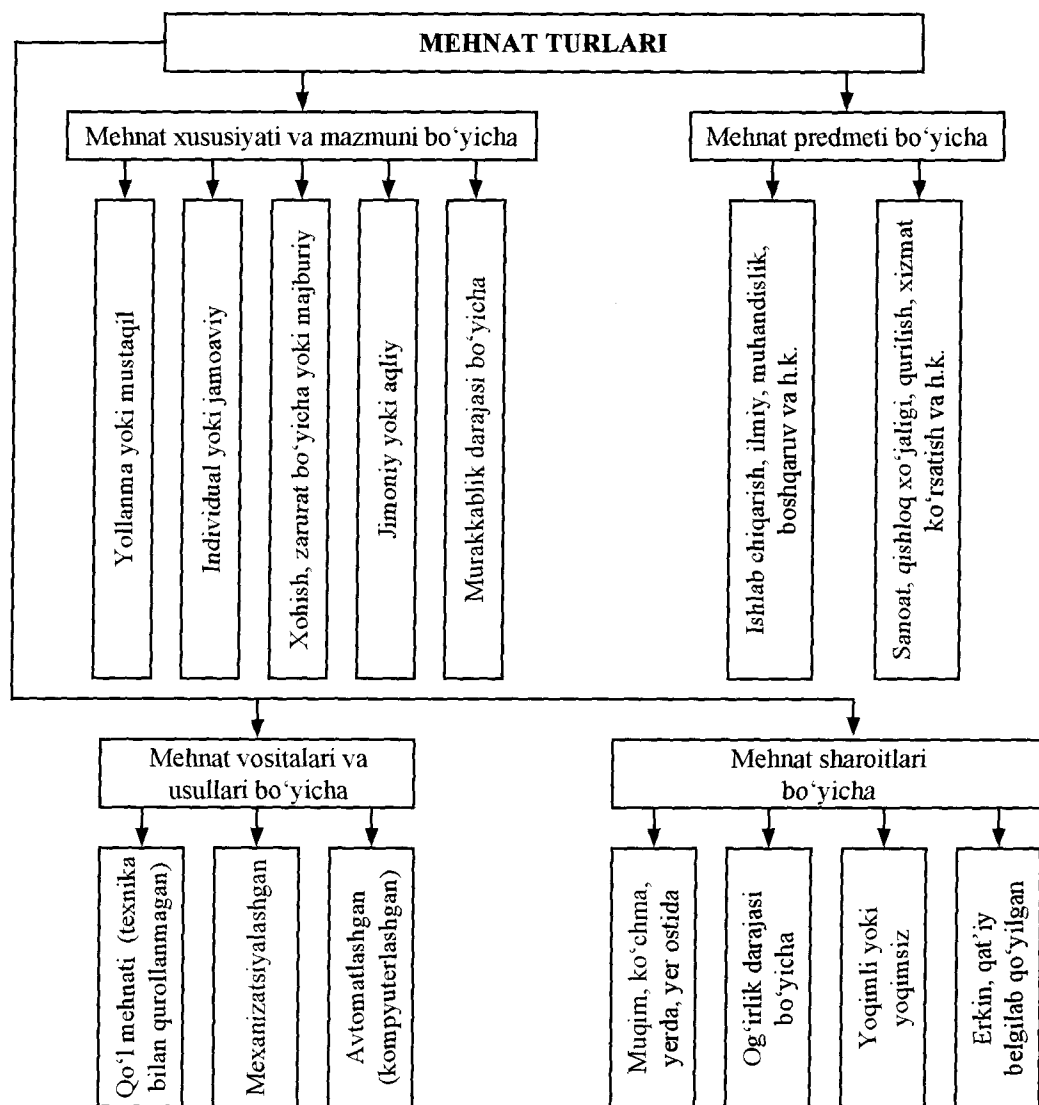 MEHNAT TURLARI
Mehnat xususiyati va mazmuni bo‘yicha
Mehnat predmeti bo‘yicha
Yollanma yoki mustaqil
Individual yoki jamoaviy
Xohish, zarurat bo‘yicha yoki majburiy
Jimoniy yoki aqliy
Murakkablik darajasi bo‘yicha
Ishlab chiqarish, ilmiy, muhandislik,
boshqaruv va h.k.
Sanoat, qishloq xo‘jaligi, qurilish, xizmat
ko‘rsatish va h.k.
Mehnat vositalari va
usullari bo‘yicha
Mehnat sharoitlari
bo‘yicha
Qo‘l mehnati (texnika
bilan qurollanmagan)
Mexanizatsiyalashgan
Avtomatlashgan
(kompyuterlashgan)
Muqim, ko‘chma,
yerda, yer ostida
Og‘irlik darajasi
bo‘yicha
Yoqimli yoki
yoqimsiz
Erkin, qat’iy
belgilab qo‘yilgan